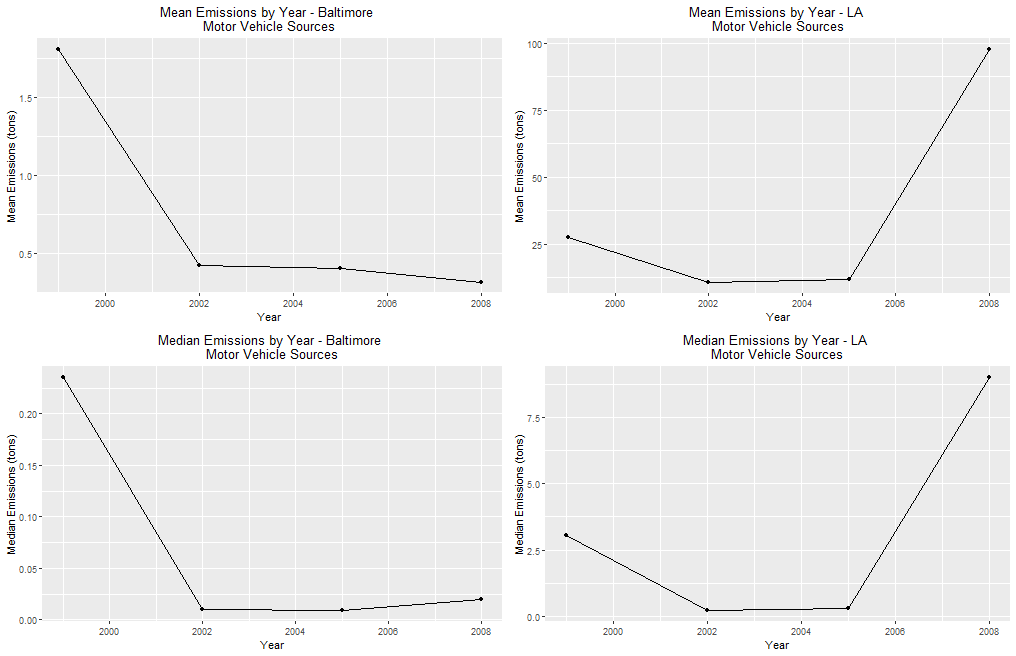 Mean Emissions by Year - Baltimore
Motor Vehicle Sources
Mean Emissions (tons)
1.5
1.0
0.5
2000 2002 2004 2006 2008
Year
Mean Emissions by Year - LA
Motor Vehicle Sources
Mean Emissions (tons)
100
75
50
25
2000 2002 2004 2006 2008
Year
Median Emissions by Year - Baltimore
Motor Vehicle Sources
Median Emissions (tons)
0.20
0.15
0.10
0.05
0.00
2000 2002 2004 2006 2008
Year
Median Emissions by Year - LA
Motor Vehicle Sources
Median Emissions (tons)
7.5
5.0
2.5
0.0
2000 2002 2004 2006 2008
Year